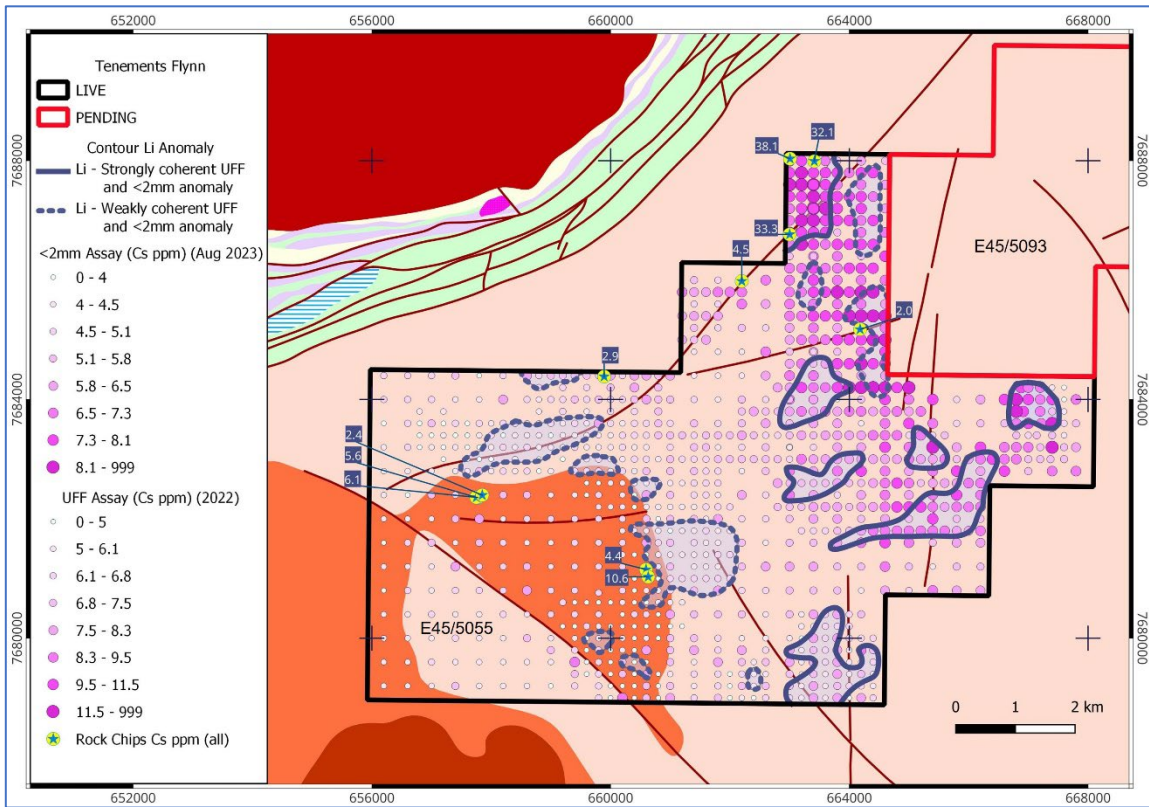 652000
656000
660000
664000
668000
Tenements Flynn
LIVE
PENDING
Contour Li Anomaly
Li - Strongly coherent UFF
and <2mm anomaly
Li - Weakly coherent UFF
and <2mm anomaly
<2mm Assay (Cs ppm) (Aug 2023)
0 - 4
4 - 4.5
4.5 - 5.1
5.1 - 5.8
5.8 - 6.5
6.5 - 7.3
7.3 - 8.1
8.1 - 999
UFF Assay (Cs ppm) (2022)
0 - 5
5 - 6.1
6.1 - 6.8
6.8 - 7.5
7.5 - 8.3
8.3 - 9.5
9.5 - 11.5
11.5 - 999
Rock Chips Cs ppm (all)
7688000
7684000
7680000
38.1
32.1
33.3
4.5
2.0
2.9
2.4
5.6
6.1
4.4
10.6
E45/5093
E45/5055
0 1 2 km
7688000
7684000
7680000
652000
656000
660000
664000
668000